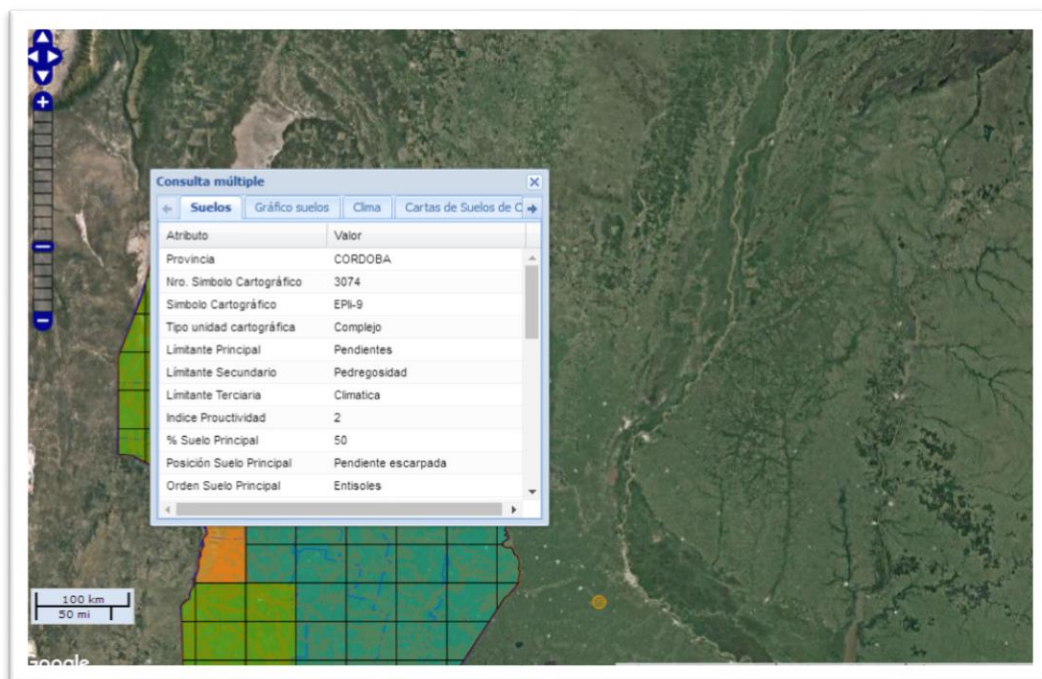 Consulta múltiple
Suelos Gráfico suelos Clima Cartas de Suelos de C
Atributo Valor
Provincia CORDOBA
Nro. Simbolo Cartográfico 3074
Simbolo Cartográfico EPli-9
Tipo unidad cartográfica Complejo
Límitante Principal Pendientes
Límitante Secundario Pedregosidad
Límitante Terciaria Climatica
Indice Prouctividad 2
% Suelo Principal 50
Posición Suelo Principal Pendiente escarpada
Orden Suelo Principal Entisoles
100 km
50 mi
Google